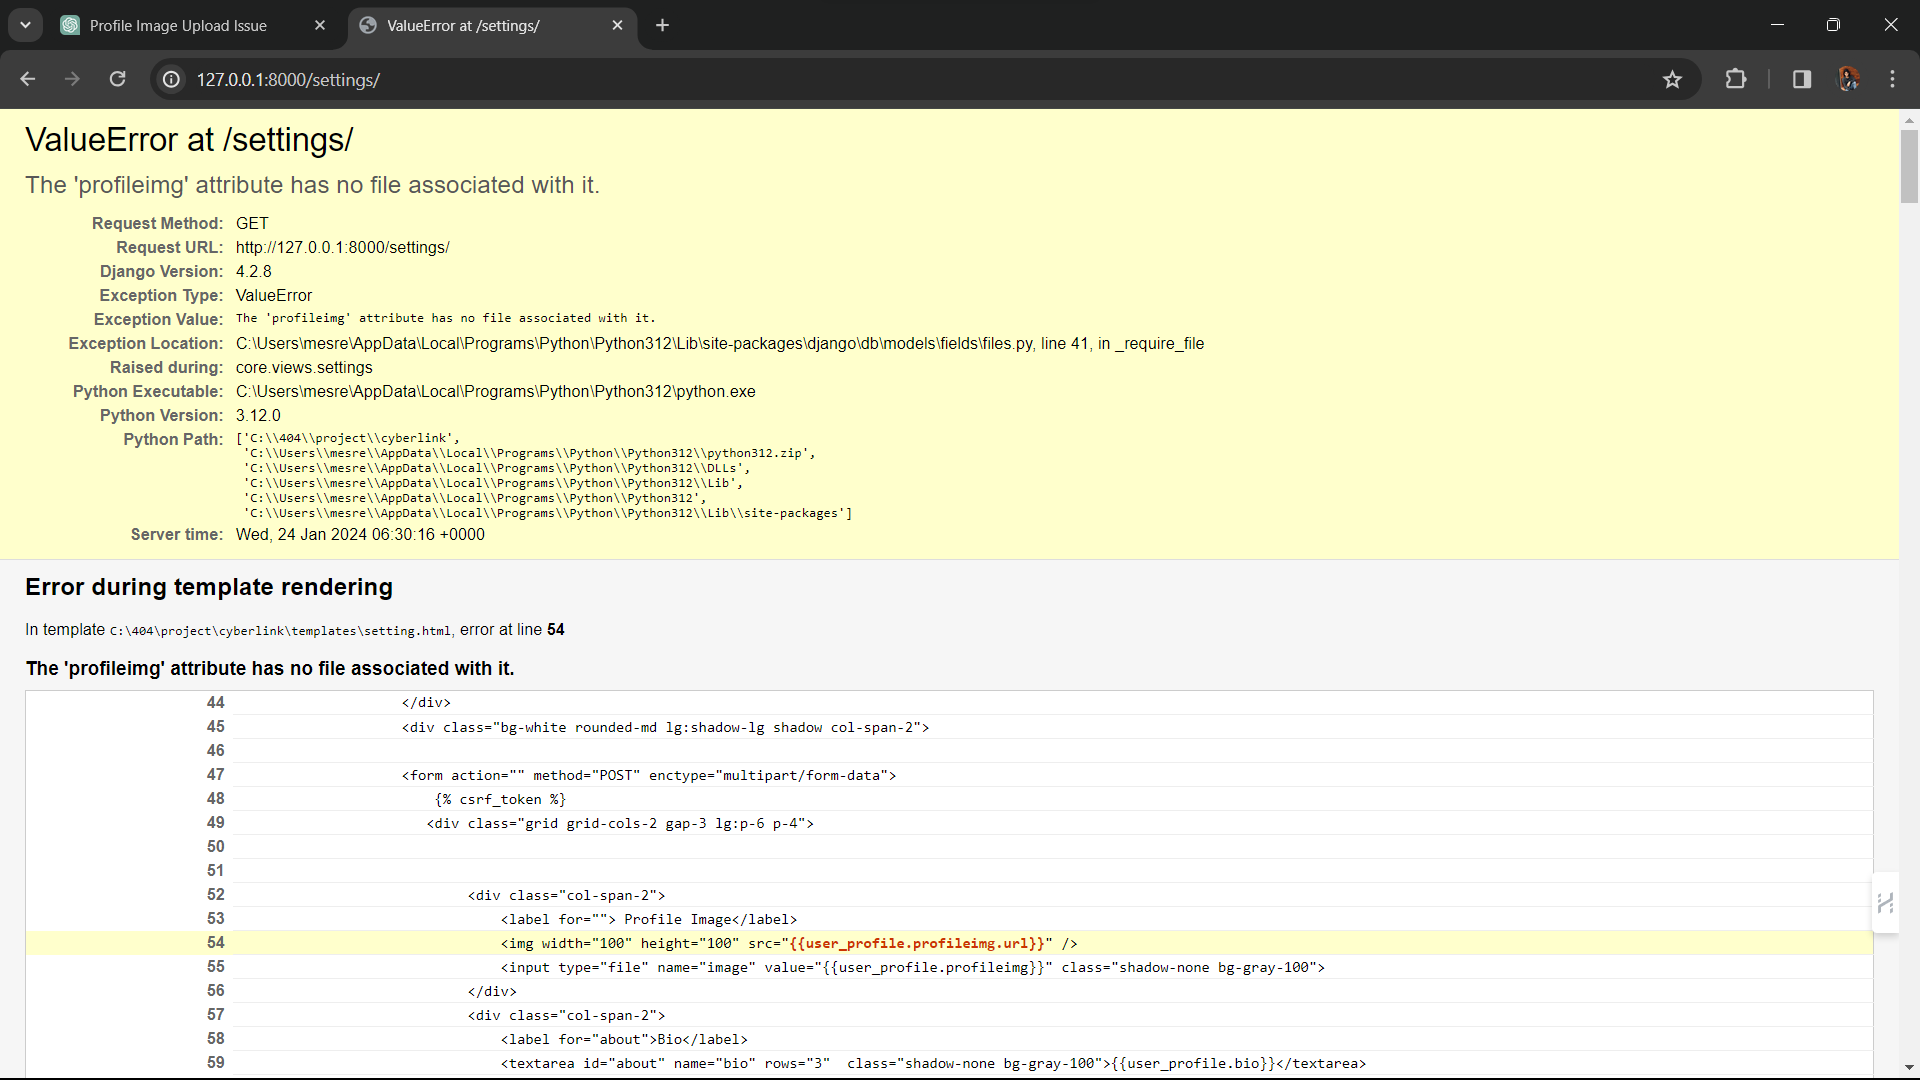 Profile Image Upload Issue
ValueError at /settings/
127.0.0.1:8000/settings/
ValueError at /settings/
The 'profileimg' attribute has no file associated with it.
Request Method: GET
Request URL: http://127.0.0.1:8000/settings/
Django Version: 4.2.8
Exception Type: ValueError
Exception Value: The 'profileimg' attribute has no file associated with it.
Exception Location: C:\Users\mesre\AppData\Local\Programs\Python\Python312\Lib\site-packages\django\db\models\fields\files.py, line 41, in _require_file
Raised during: core.views.settings
Python Executable: C:\Users\mesre\AppData\Local\Programs\Python\Python312\python.exe
Python Version: 3.12.0
Python Path: ['C:\\404\\project\\cyberlink',
'C:\\Users\\mesre\\AppData\\Local\\Programs\\Python\\Python312\\python312.zip',
'C:\\Users\\mesre\\AppData\\Local\\Programs\\Python\\Python312\\DLLs',
'C:\\Users\\mesre\\AppData\\Local\\Programs\\Python\\Python312\\Lib',
'C:\\Users\\mesre\\AppData\\Local\\Programs\\Python\\Python312',
'C:\\Users\\mesre\\AppData\\Local\\Programs\\Python\\Python312\\Lib\\site-packages']
Server time: Wed, 24 Jan 2024 06:30:16 +0000
Error during template rendering
In template C:\404\project\cyberlink\templates\setting.html, error at line 54
The 'profileimg' attribute has no file associated with it.
44 </div>
45 <div class="bg-white rounded-md lg:shadow-lg shadow col-span-2">
46
47 <form action="" method="POST" enctype="multipart/form-data">
48 {% csrf_token %}
49 <div class="grid grid-cols-2 gap-3 lg:p-6 p-4">
50
51
52 <div class="col-span-2">
53 <label for=""> Profile Image</label>
54 <img width="100" height="100" src="{{user_profile.profileimg.url}}" />
55 <input type="file" name="image" value="{{user_profile.profileimg}}" class="shadow-none bg-gray-100">
56 </div>
57 <div class="col-span-2">
58 <label for="about">Bio</label>
59 <textarea id="about" name="bio" rows="3"  class="shadow-none bg-gray-100">{{user_profile.bio}}</textarea>